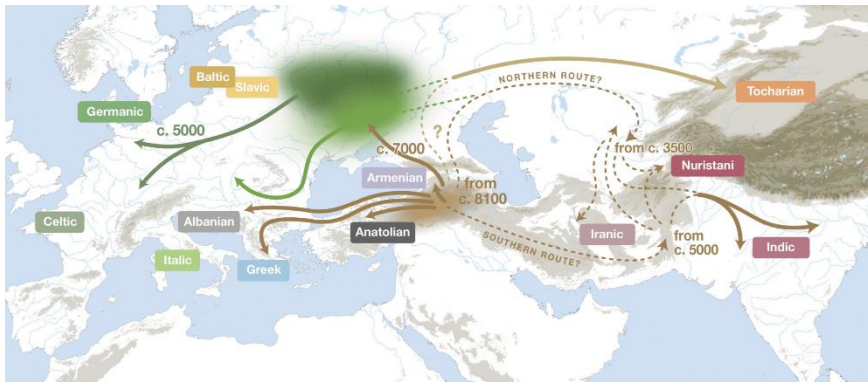 Baltic
Slavic
Germanic
c. 5000
NORTHERN ROUTE?
Tocharian
?
c. 7000
from c. 3500
Nuristani
Armenian
from
c. 8100
Celtic
Albanian
Anatolian
SOUTHERN ROUTE?
Iranic
from
c. 5000
Indic
Italic
Greek